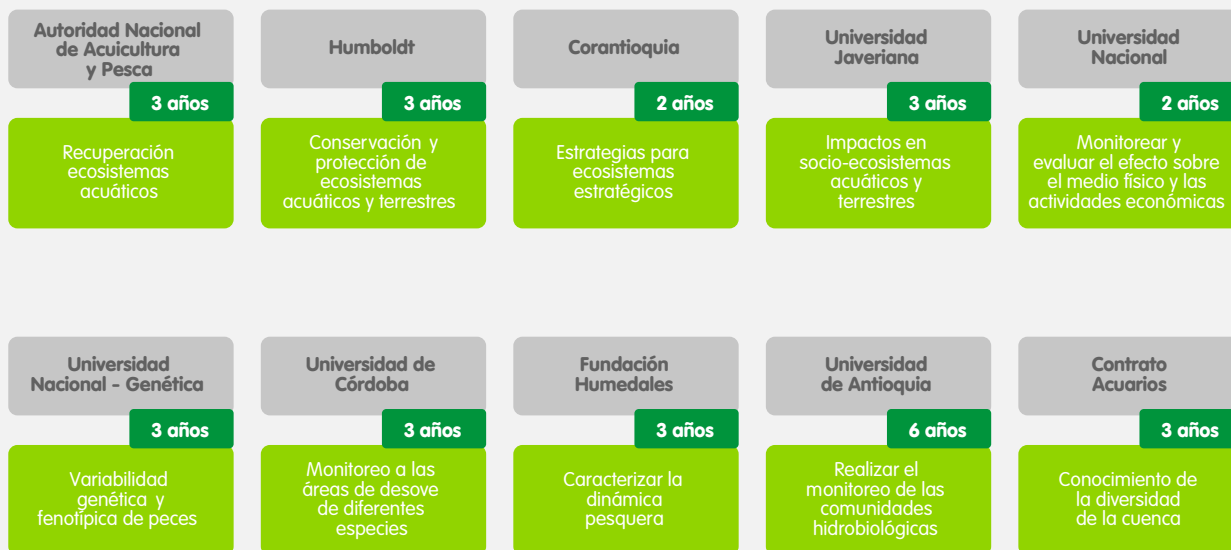 Autoridad Nacional
de Acuicultura
y Pesca
3 años
Recuperación
ecosistemas
acuáticos
Humboldt
3 años
Conservación y
protección de
ecosistemas
acuáticos y terrestres
Corantioquia
2 años
Estrategias para
ecosistemas
estratégicos
Universidad
Javeriana
3 años
Impactos en
socio-ecosistemas
acuáticos y
terrestres
Universidad
Nacional
2 años
Monitorear y
evaluar el efecto sobre
el medio físico y las
actividades económicas
Universidad
Nacional - Genética
3 años
Variabilidad
genética y
fenotípica de peces
Universidad de
Córdoba
3 años
Monitoreo a las
áreas de desove
de diferentes
especies
Fundación
Humedales
3 años
Caracterizar la
dinámica
pesquera
Universidad
de Antioquia
6 años
Realizar el
monitoreo de las
comunidades
hidrobiológicas
Contrato
Acuarios
3 años
Conocimiento de
la diversidad
de la cuenca